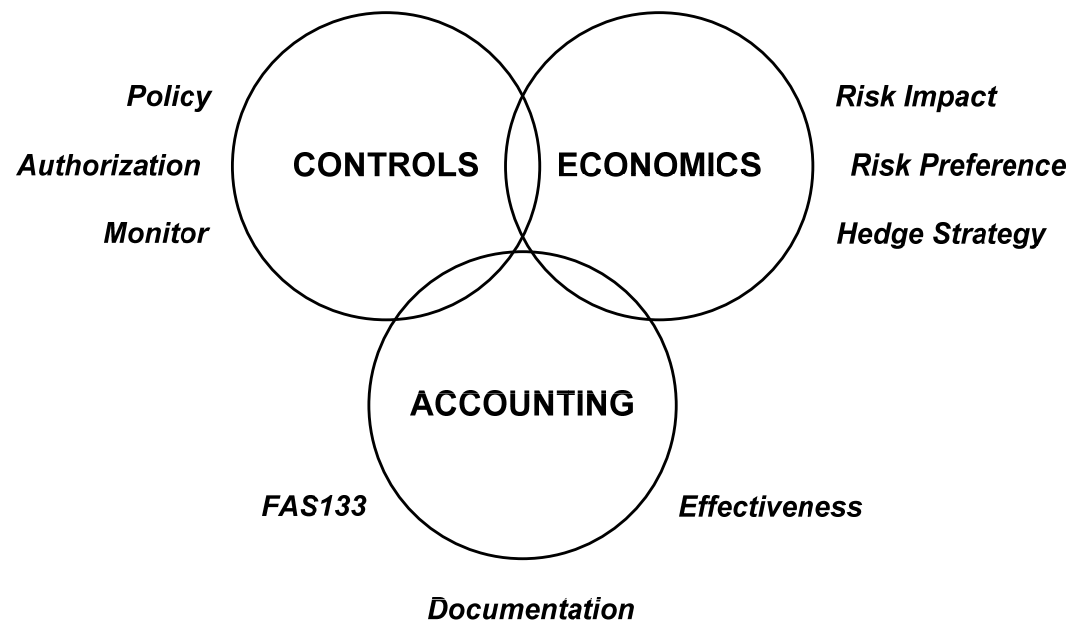 Policy
Risk Impact
Authorization
CONTROLS
ECONOMICS
Risk Preference
Monitor
Hedge Strategy
ACCOUNTING
FAS133
Effectiveness
Documentation